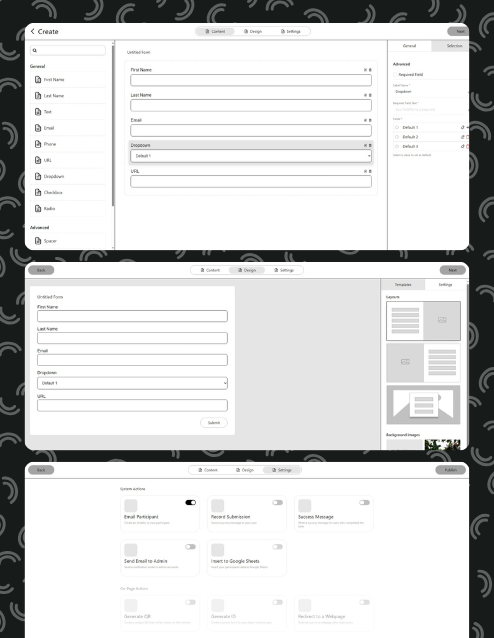 < Create
Content
Design
Settings
Next
General
Selection
Untitled Form
General
First Name
Last Name
Text
Email
Phone
URL
Dropdown
Checkbox
Radio
Advanced
Spacer
First Name
Last Name
Email
Dropdown
Default 1
URL
Advanced
Required Field
Dropdown
Default 1
Default 2
Default 3
Back
Content
Design
Settings
Next
Untitled Form
First Name
Last Name
Email
Dropdown
Default 1
URL
Submit
Templates
Settings
Layouts
Background Images
Back
Content
Design
Settings
Publish
System Actions
Email Participant
Record Submission
Success Message
Send Email to Admin
Insert to Google Sheets
On Page Action
Generate QR
Generate ID
Redirect to a Webpage